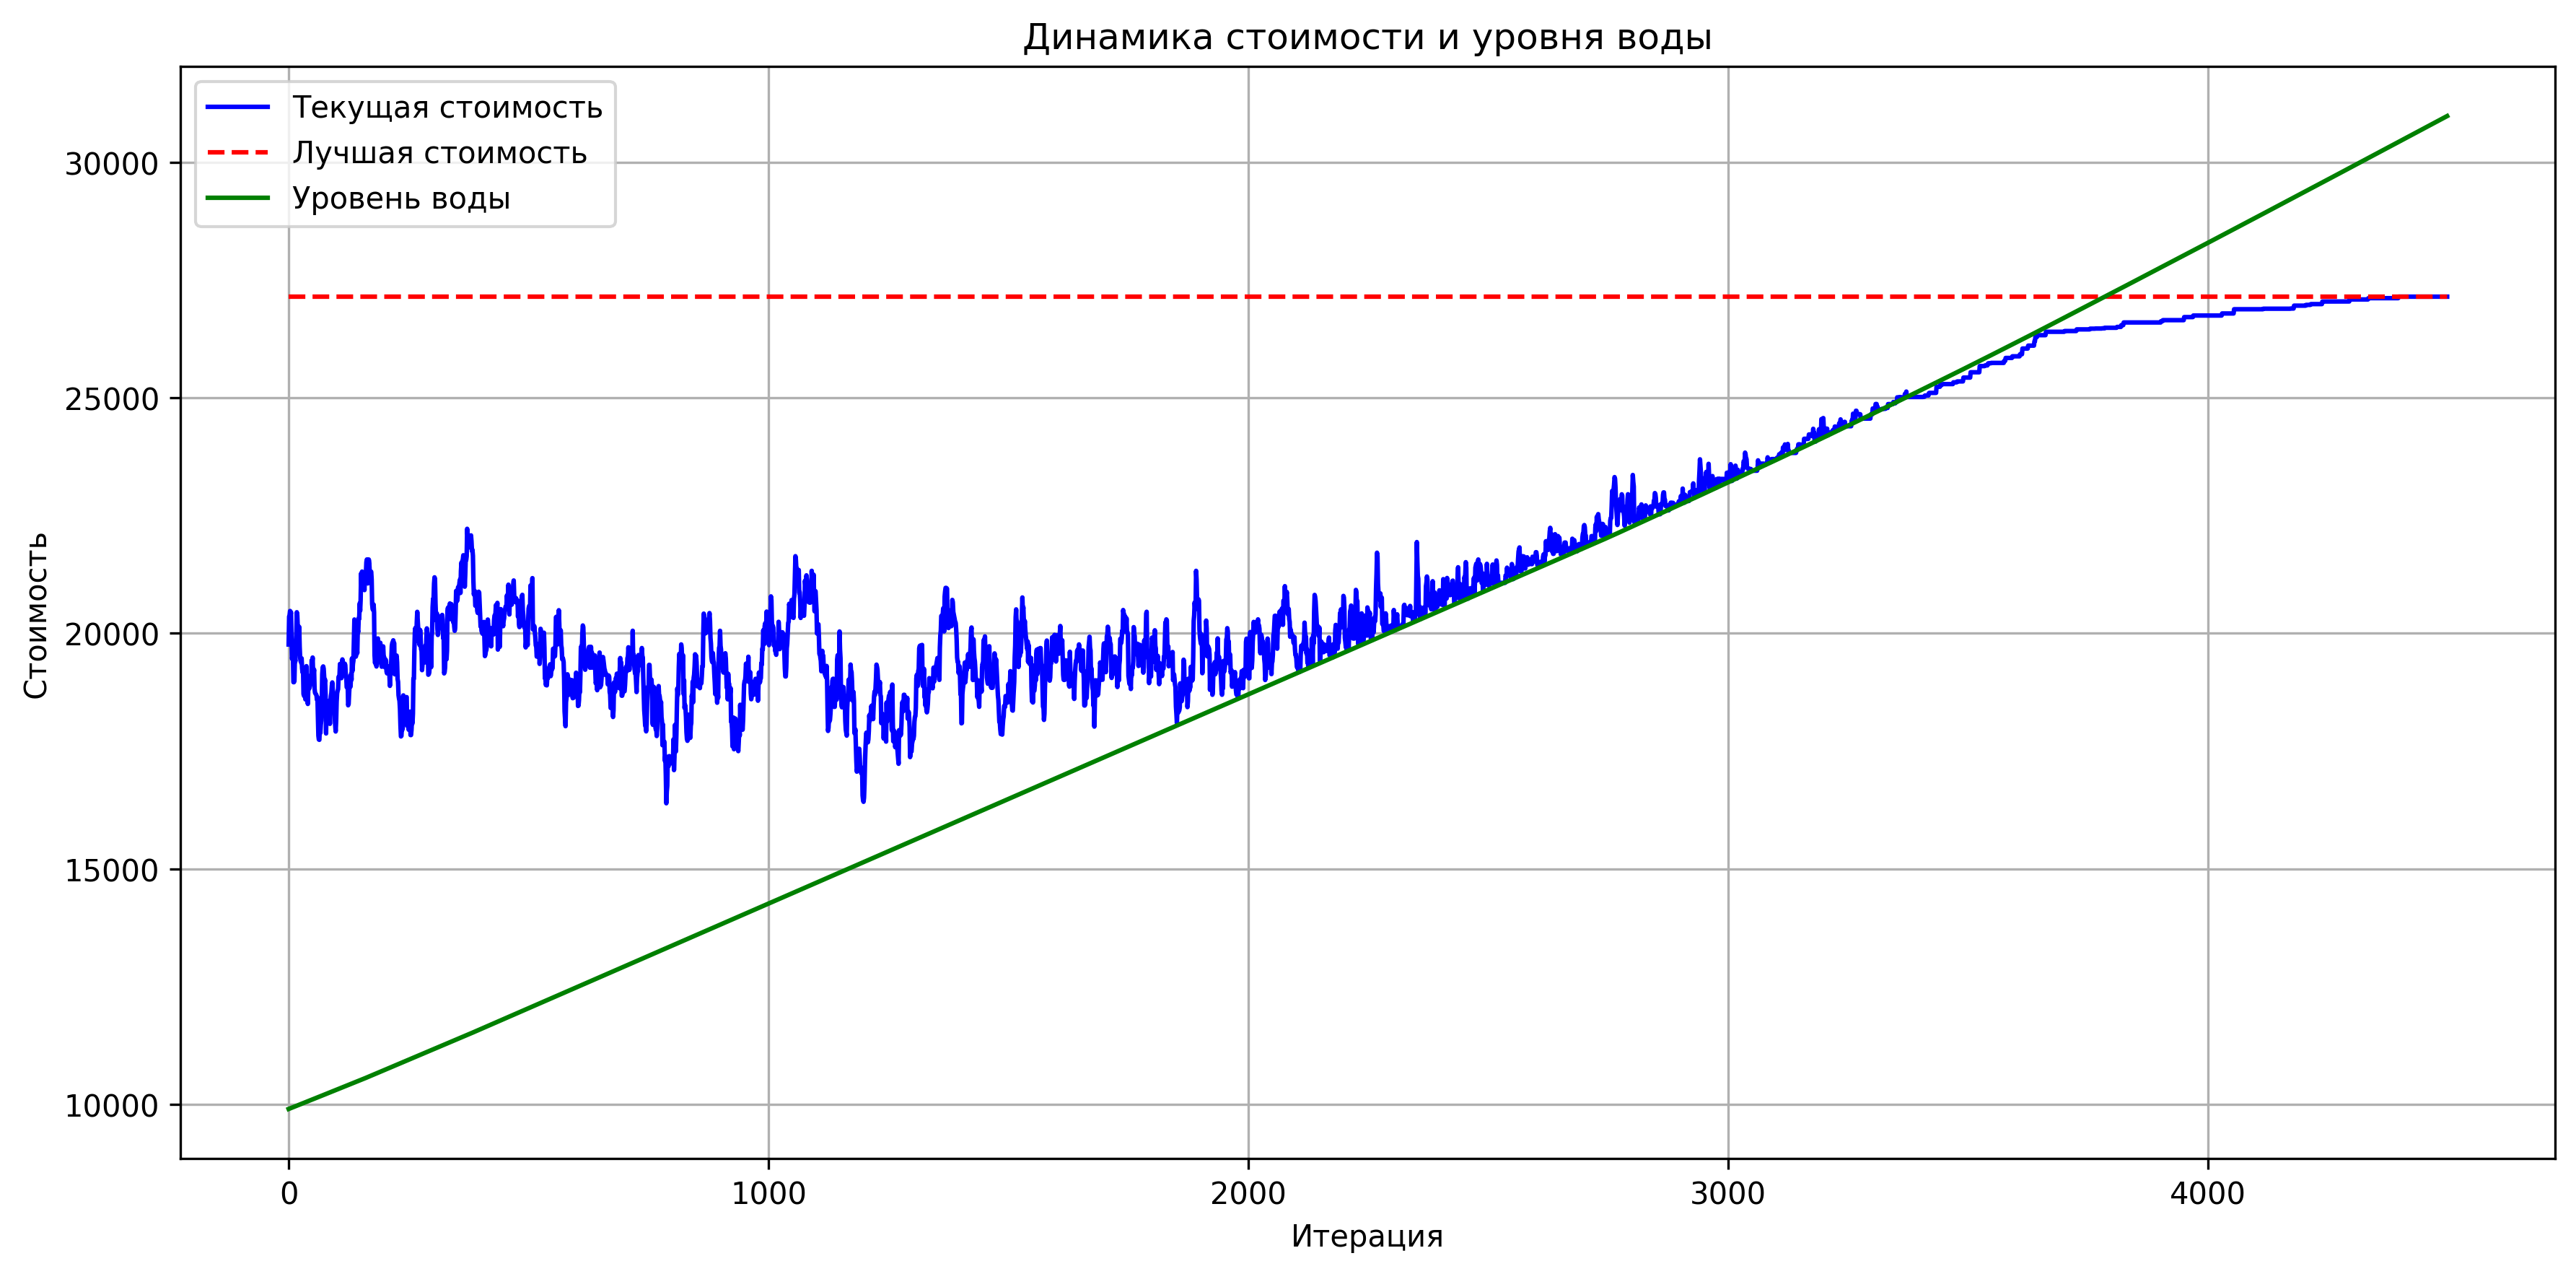 Динамика стоимости и уровня воды
Текущая стоимость
Лучшая стоимость
Уровень воды
Стоимость
30000
25000
20000
15000
10000
0 1000 2000 3000 4000
Итерация